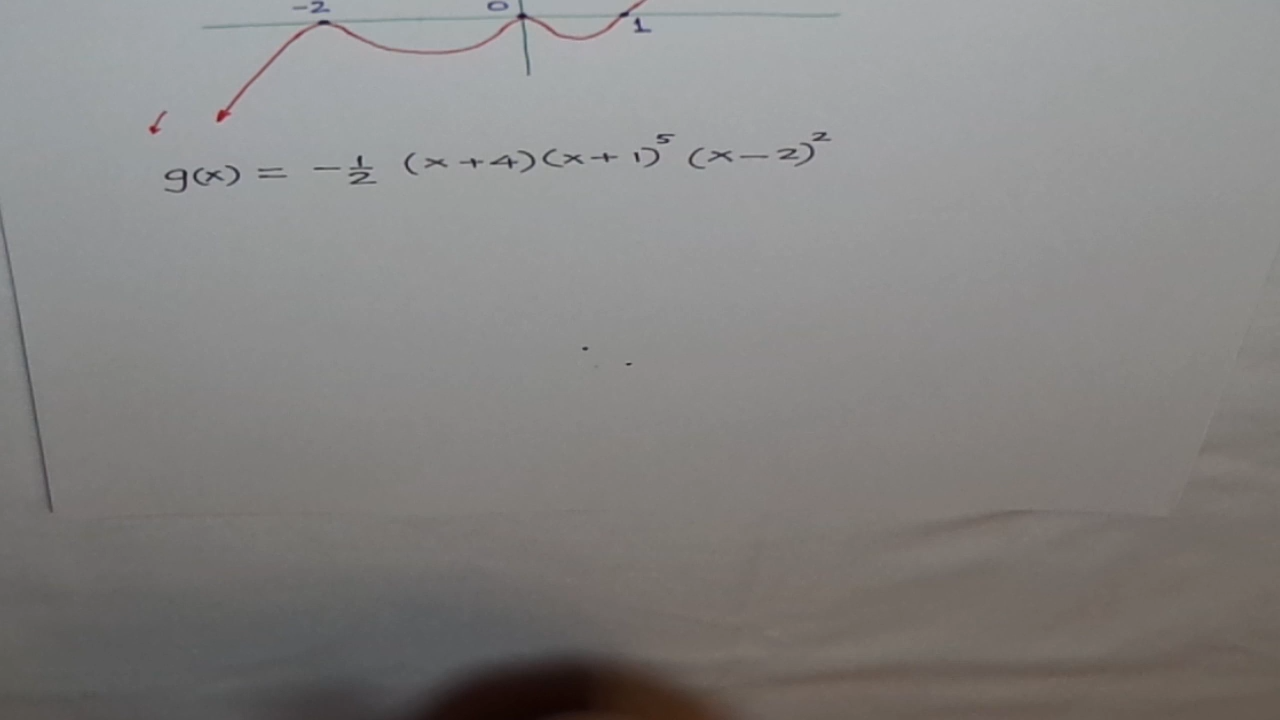 -2 0
1
g(x) = -1/2 (x+4)(x+1)^5 (x-2)^2